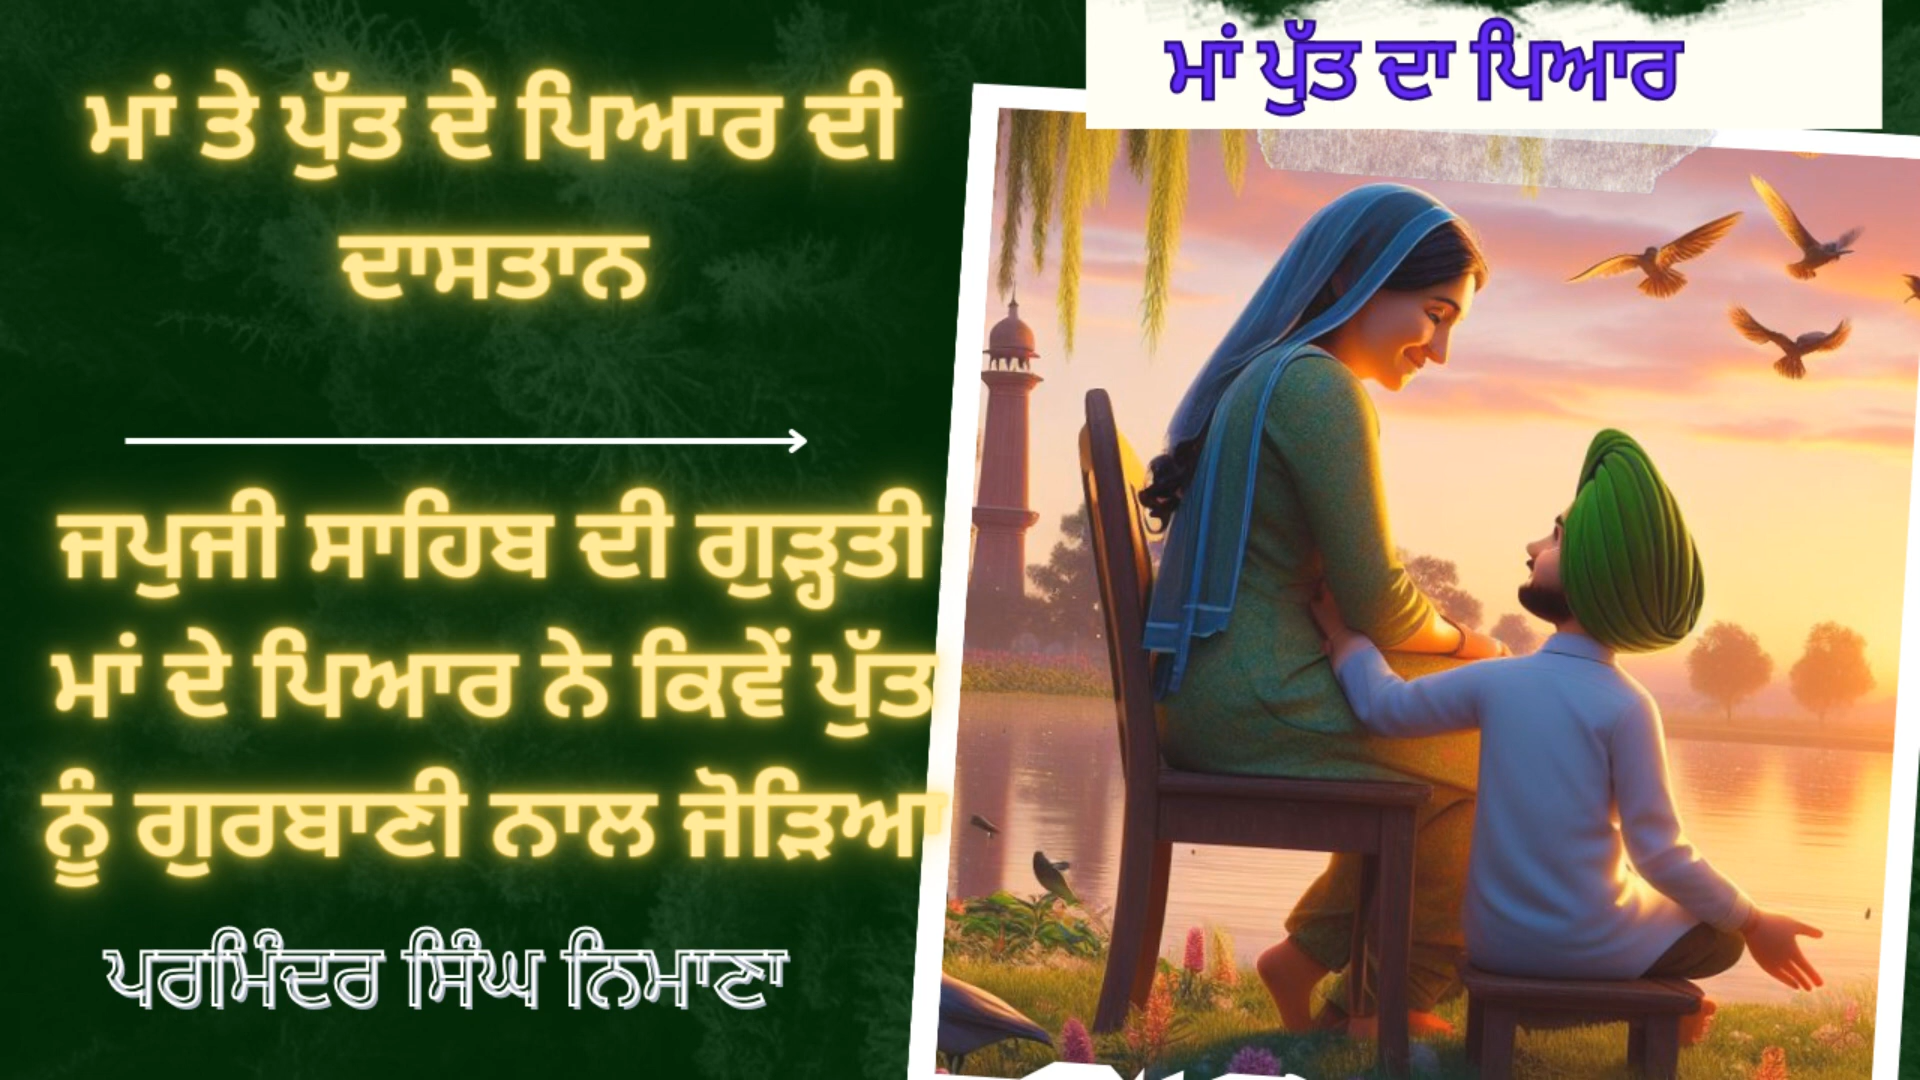 ਮਾਂ ਤੇ ਪੁੱਤ ਦੇ ਪਿਆਰ ਦੀ
ਦਾਸਤਾਨ
ਜਪੁਜੀ ਸਾਹਿਬ ਦੀ ਗੁੜ੍ਹਤੀ
ਮਾਂ ਦੇ ਪਿਆਰ ਨੇ ਕਿਵੇਂ ਪੁੱਤ
ਨੂੰ ਗੁਰਬਾਣੀ ਨਾਲ ਜੋੜਿਆ
ਪਰਮਿੰਦਰ ਸਿੰਘ ਨਿਮਾਣਾ
ਮਾਂ ਪੁੱਤ ਦਾ ਪਿਆਰ